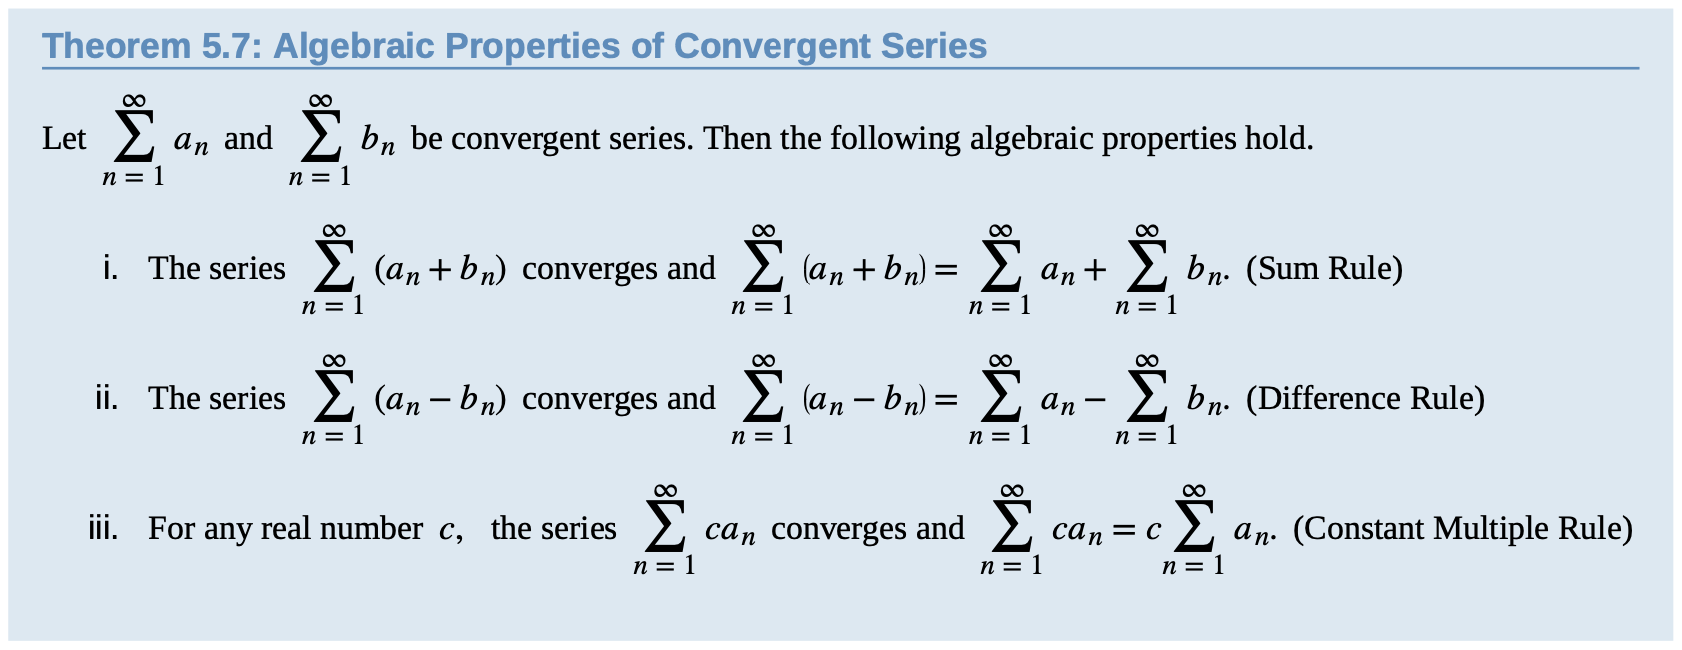 Theorem 5.7: Algebraic Properties of Convergent Series
Let $\sum_{n=1}^{\infty} a_n$ and $\sum_{n=1}^{\infty} b_n$ be convergent series. Then the following algebraic properties hold.
i. The series $\sum_{n=1}^{\infty} (a_n + b_n)$ converges and $\sum_{n=1}^{\infty} (a_n + b_n) = \sum_{n=1}^{\infty} a_n + \sum_{n=1}^{\infty} b_n$. (Sum Rule)
ii. The series $\sum_{n=1}^{\infty} (a_n - b_n)$ converges and $\sum_{n=1}^{\infty} (a_n - b_n) = \sum_{n=1}^{\infty} a_n - \sum_{n=1}^{\infty} b_n$. (Difference Rule)
iii. For any real number $c$, the series $\sum_{n=1}^{\infty} ca_n$ converges and $\sum_{n=1}^{\infty} ca_n = c \sum_{n=1}^{\infty} a_n$. (Constant Multiple Rule)